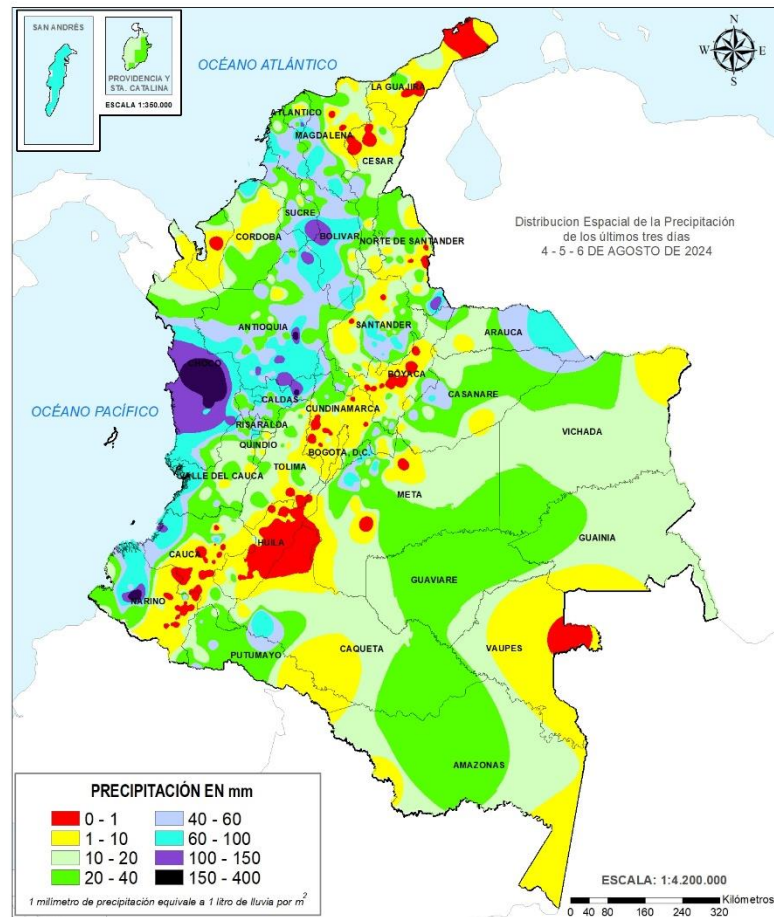 SAN ANDRÉS
PROVIDENCIA Y
STA. CATALINA
ESCALA 1:350.000
OCÉANO ATLÁNTICO
N
W E
S
LA GUAJIRA
ATLANTICO
MAGDALENA
CESAR
SUCRE
CORDOBA
BOLIVAR
NORTE DE SANTANDER
Distribucion Espacial de la Precipitación
de los últimos tres días
4 - 5 - 6 DE AGOSTO DE 2024
ANTIOQUIA
SANTANDER
ARAUCA
CHOCO
BOYACA
CASANARE
OCÉANO PACÍFICO
CALDAS
CUNDINAMARCA
RISARALDA
VICHADA
QUINDIO
BOGOTA, D.C.
TOLIMA
VALLE DEL CAUCA
META
GUAINIA
CAUCA
HUILA
GUAVIARE
NARIÑO
CAQUETA
VAUPES
PUTUMAYO
AMAZONAS
PRECIPITACIÓN EN mm
0 - 1
40 - 60
1 - 10
60 - 100
10 - 20
100 - 150
20 - 40
150 - 400
1 milímetro de precipitación equivale a 1 litro de lluvia por m²
ESCALA: 1:4.200.000
Kilómetros
0 40 80 160 240 320